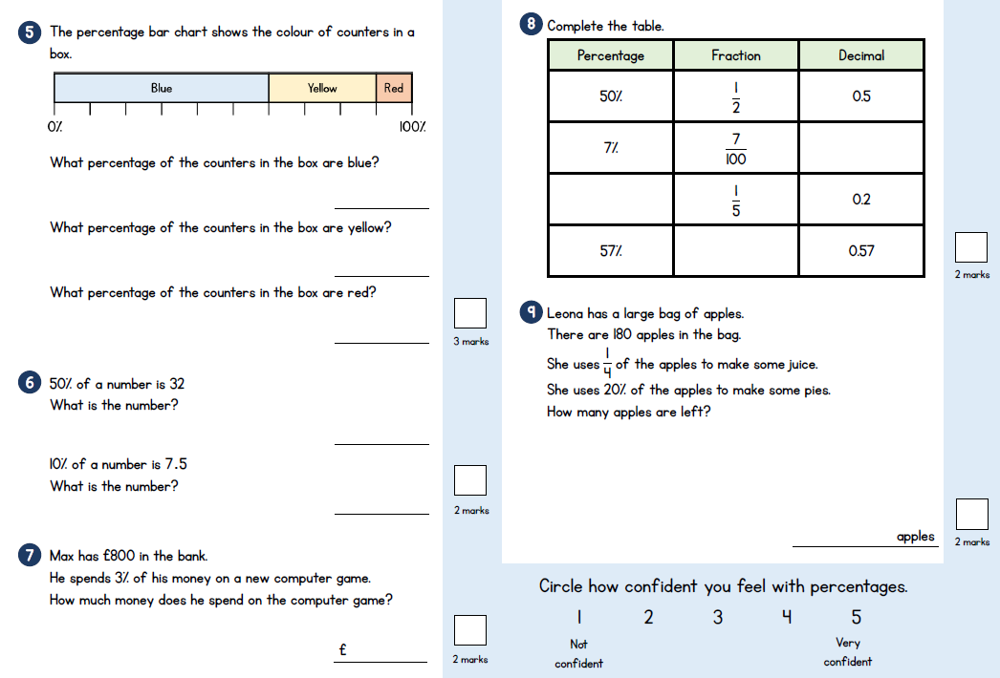 5 The percentage bar chart shows the colour of counters in a
box.
Blue Yellow Red
0% 100%
What percentage of the counters in the box are blue?
What percentage of the counters in the box are yellow?
What percentage of the counters in the box are red?
3 marks
6 50% of a number is 32
What is the number?
10% of a number is 7.5
What is the number?
2 marks
7 Max has £800 in the bank.
He spends 3% of his money on a new computer game.
How much money does he spend on the computer game?
£
2 marks
8 Complete the table.
Percentage Fraction Decimal
50% 1/2 0.5
7% 7/100
1/5 0.2
57% 0.57
2 marks
9 Leona has a large bag of apples.
There are 180 apples in the bag.
She uses 1/4 of the apples to make some juice.
She uses 20% of the apples to make some pies.
How many apples are left?
apples
2 marks
Circle how confident you feel with percentages.
1 2 3 4 5
Not Very
confident confident